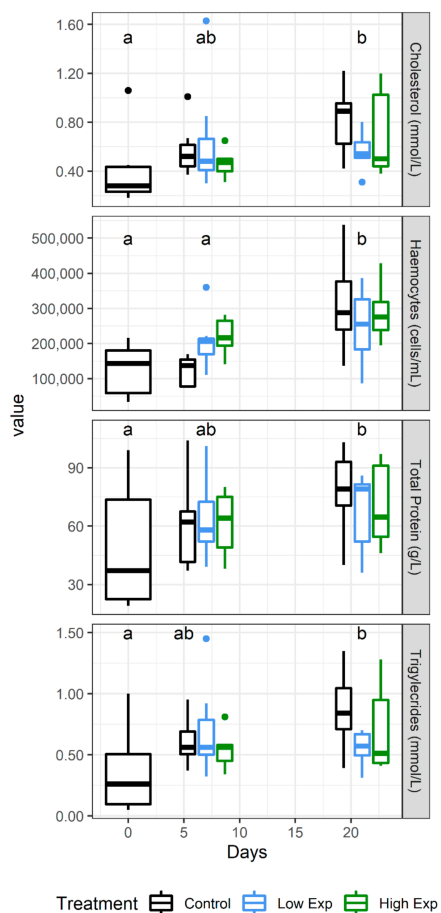 1.60
1.20
0.80
0.40
a
ab
b
Cholesterol (mmol/L)
500,000
400,000
300,000
200,000
100,000
a
a
b
Haemocytes (cells/mL)
value
90
60
30
a
ab
b
Total Protein (g/L)
1.50
1.00
0.50
0.00
a
ab
b
Trigylecrides (mmol/L)
0
5
10
15
20
Days
Treatment Control Low Exp High Exp